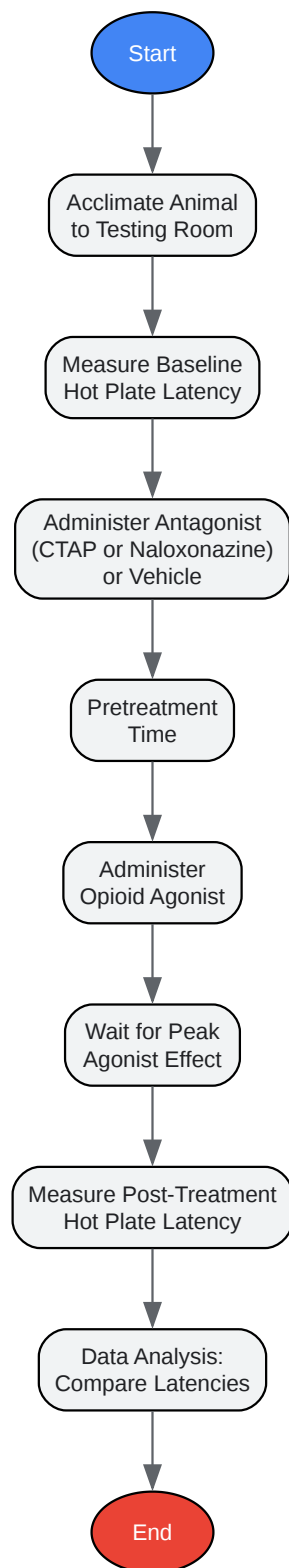 Start
Acclimate Animal
to Testing Room
Measure Baseline
Hot Plate Latency
Administer Antagonist
(CTAP or Naloxonazine)
or Vehicle
Pretreatment
Time
Administer
Opioid Agonist
Wait for Peak
Agonist Effect
Measure Post-Treatment
Hot Plate Latency
Data Analysis:
Compare Latencies
End